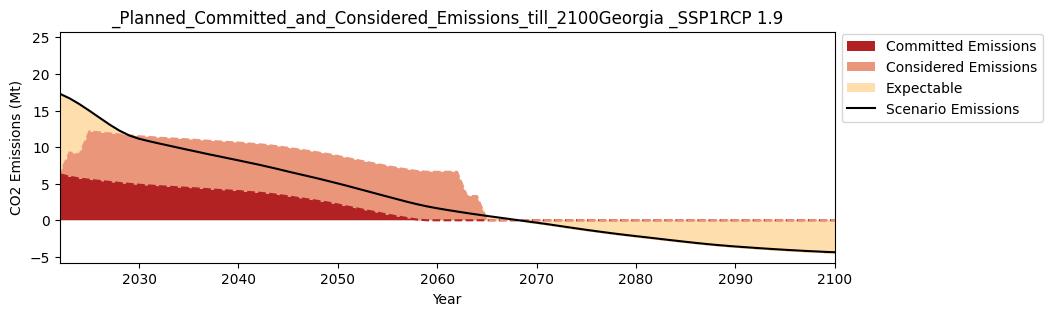 _Planned_Committed_and_Considered_Emissions_till_2100Georgia _SSP1RCP 1.9
CO2 Emissions (Mt)
25
20
15
10
5
0
−5
2030 2040 2050 2060 2070 2080 2090 2100
Year
Committed Emissions
Considered Emissions
Expectable
Scenario Emissions